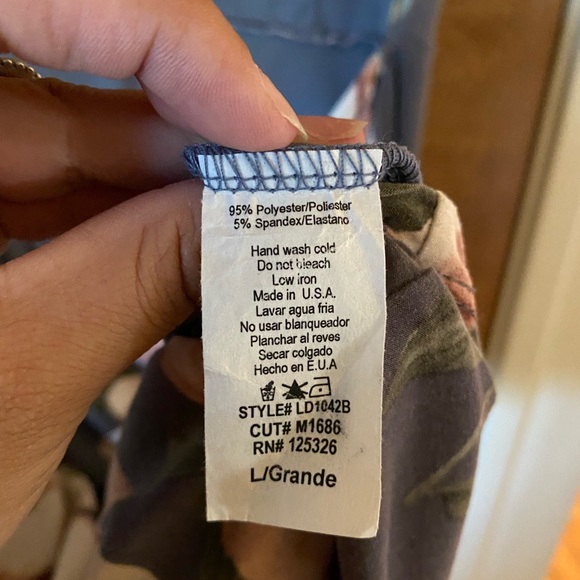 95% Polyester/Poliester
5% Spandex/Elastano
Hand wash cold
Do not bleach
Low iron
Made in U.S.A.
Lavar agua fria
No usar blanqueador
Planchar al reves
Secar colgado
Hecho en E.U.A
STYLE# LD1042B
CUT# M1686
RN# 125326
L/Grande